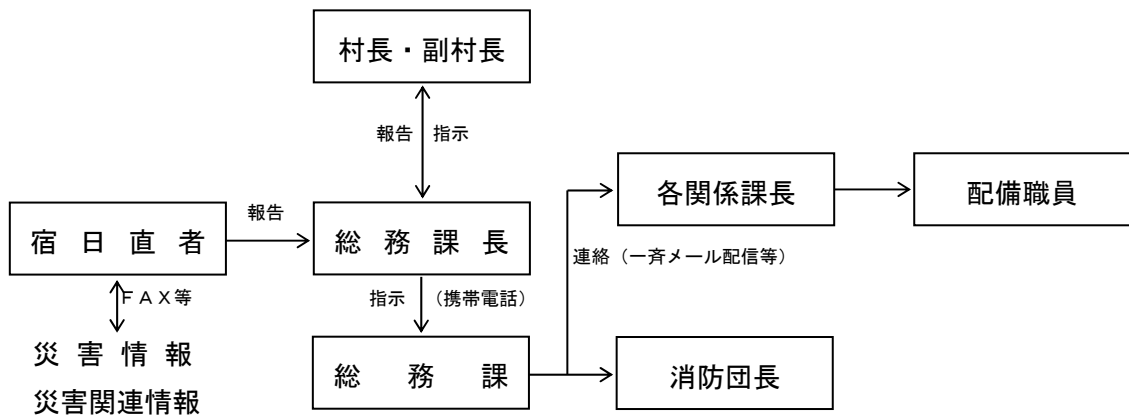 村長・副村長
報告 指示
各関係課長
配備職員
報告
宿日直者
総務課長
連絡（一斉メール配信等）
ＦＡＸ等
指示 （携帯電話）
災害情報
総務課
消防団長
災害関連情報